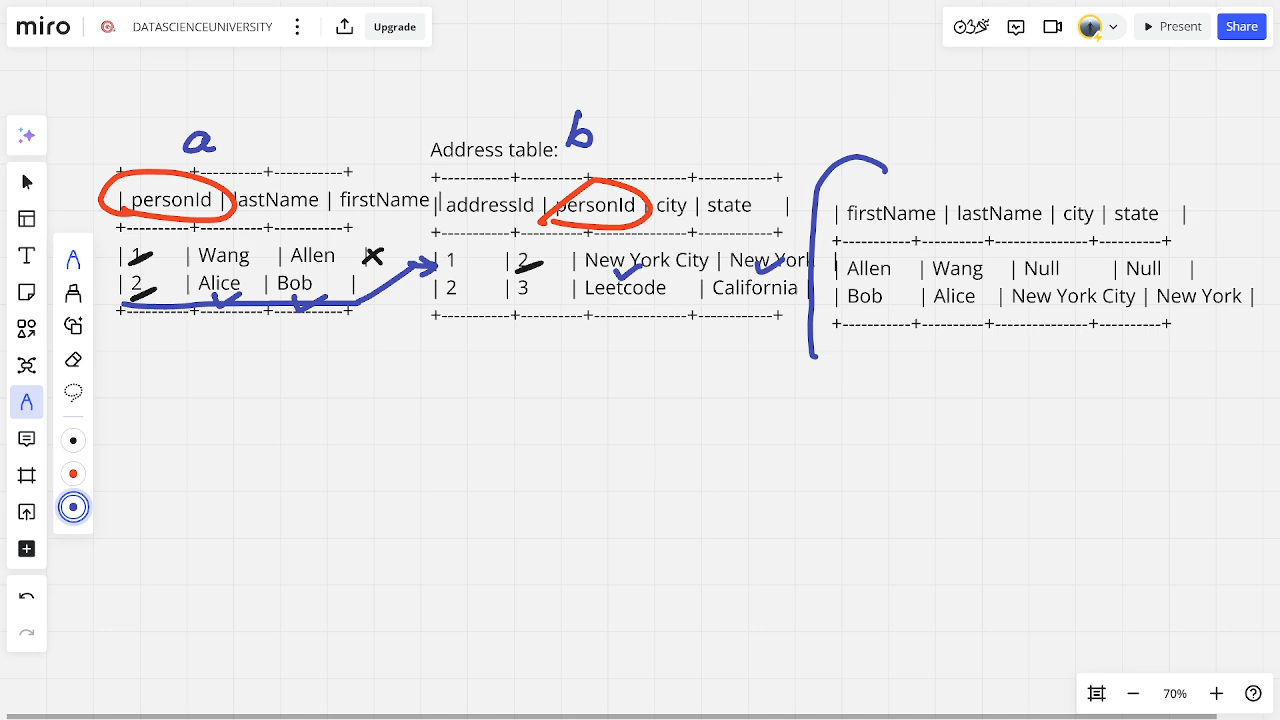 miro
DATASCIENCEUNIVERSITY
Upgrade
Present
Share
a
+----------+---------+----------+
| personId | lastName | firstName |
+----------+---------+----------+
| 1 | Wang | Allen |
| 2 | Alice | Bob |
+----------+---------+----------+
b
Address table:
+----------+----------+---------------+------------+
| addressId | personId | city | state |
+----------+----------+---------------+------------+
| 1 | 2 | New York City | New York |
| 2 | 3 | Leetcode | California |
+----------+----------+---------------+------------+
| firstName | lastName | city | state |
+-----------+----------+---------------+----------+
| Allen | Wang | Null | Null |
| Bob | Alice | New York City | New York |
+-----------+----------+---------------+----------+
70%